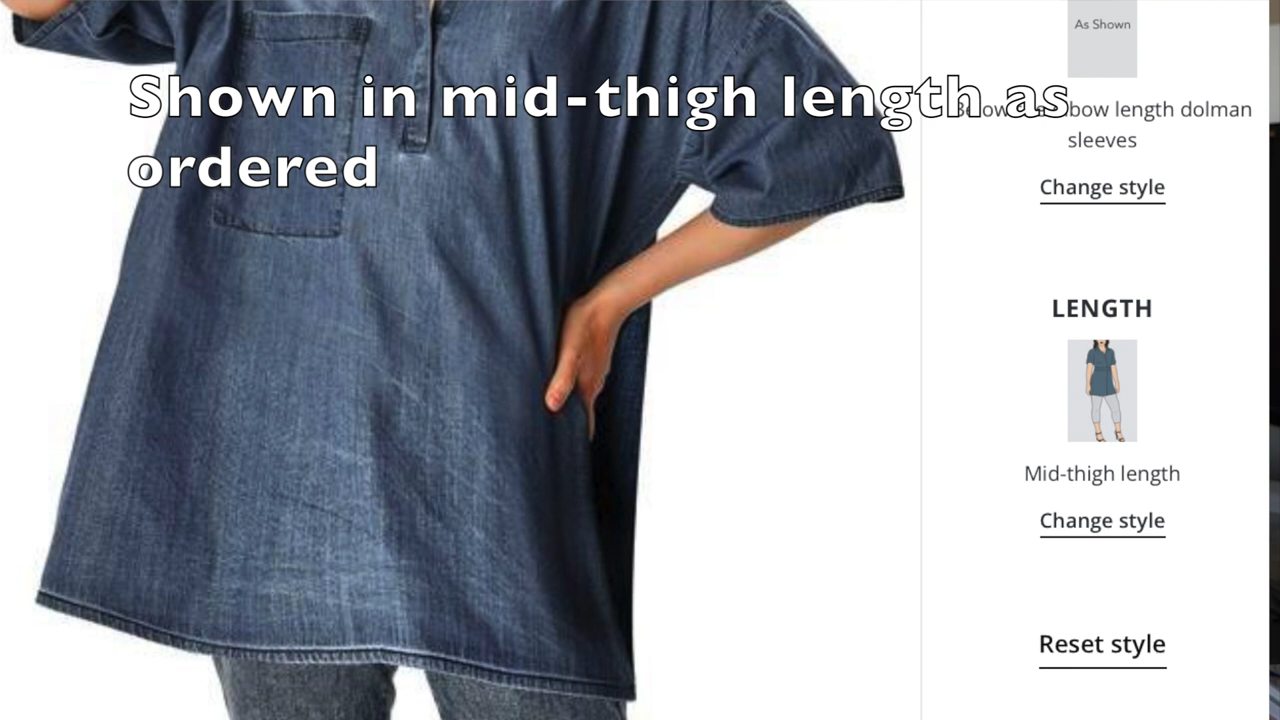 Shown in mid-thigh length as
ordered
As Shown
bow length dolman
sleeves
Change style
LENGTH
Mid-thigh length
Change style
Reset style